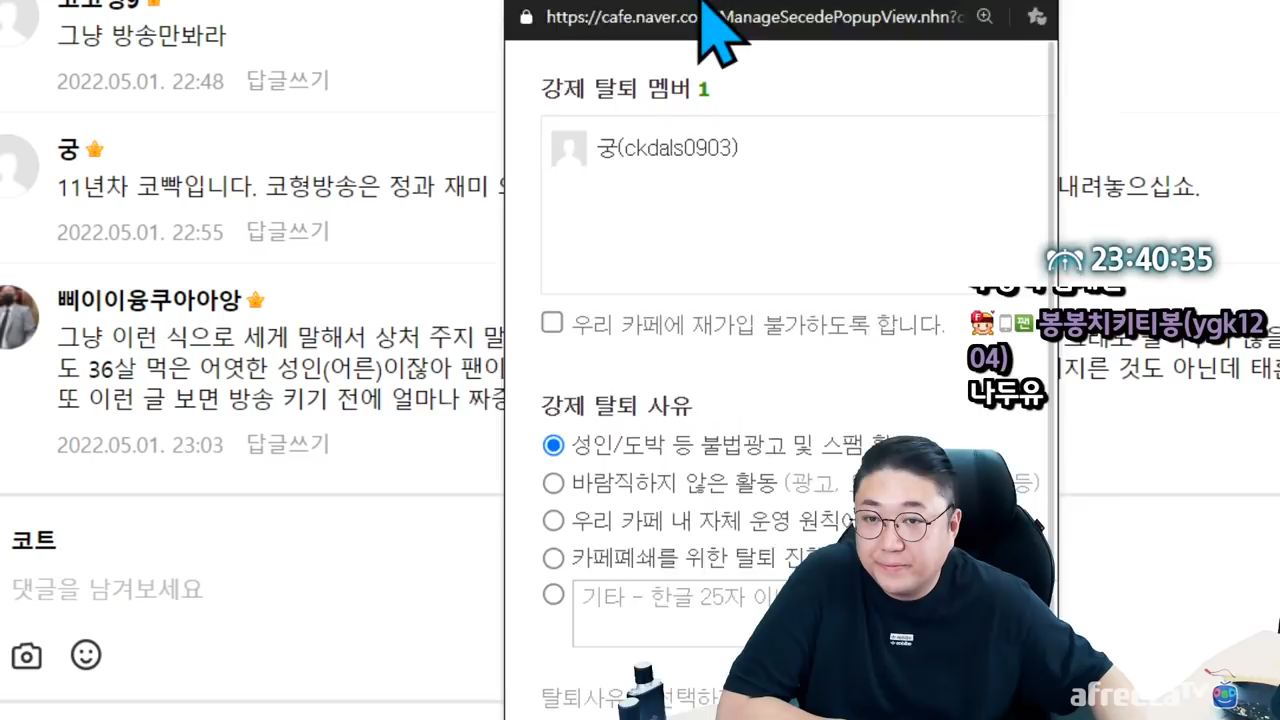 그냥 방송만봐라
2022.05.01. 22:48 답글쓰기
궁
11년차 코빡입니다. 코형방송은 정과 재미
내려놓으십쇼.
2022.05.01. 22:55 답글쓰기
삐이이융쿠아아앙
그냥 이런 식으로 세게 말해서 상처 주지 말
도 36살 먹은 어엿한 성인(어른)이잖아 팬이
지른 것도 아닌데 태훈
또 이런 글 보면 방송 키기 전에 얼마나 짜증
2022.05.01. 23:03 답글쓰기
코트
댓글을 남겨보세요
https://cafe.naver.co ManageSecedePopupView.nhn?
강제 탈퇴 멤버 1
궁(ckdals0903)
우리 카페에 재가입 불가하도록 합니다.
강제 탈퇴 사유
성인/도박 등 불법광고 및 스팸
바람직하지 않은 활동 (광고, 등)
우리 카페 내 자체 운영 원칙에
카페폐쇄를 위한 탈퇴
기타 - 한글 25자
23:40:35
팬 봉봉치키티봉(ygk12
04)
나두유
afreecaTV